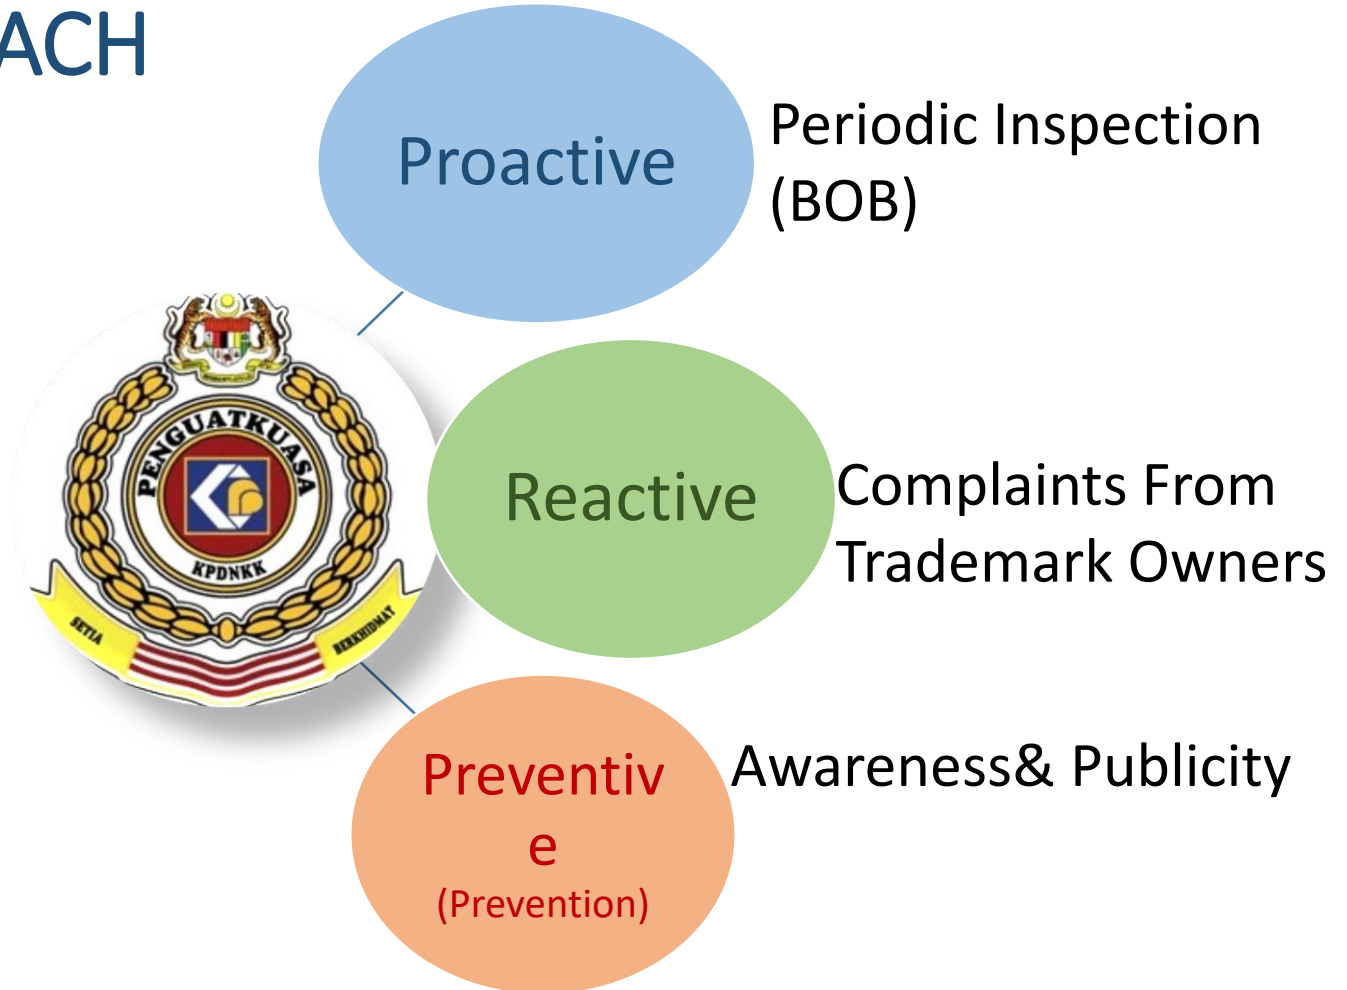 ACH
Proactive
Periodic Inspection
(BOB)
PENGUATKUASA
KPDNKK
SETIA
BERKHIDMAT
Reactive
Complaints From
Trademark Owners
Preventiv
e
(Prevention)
Awareness& Publicity